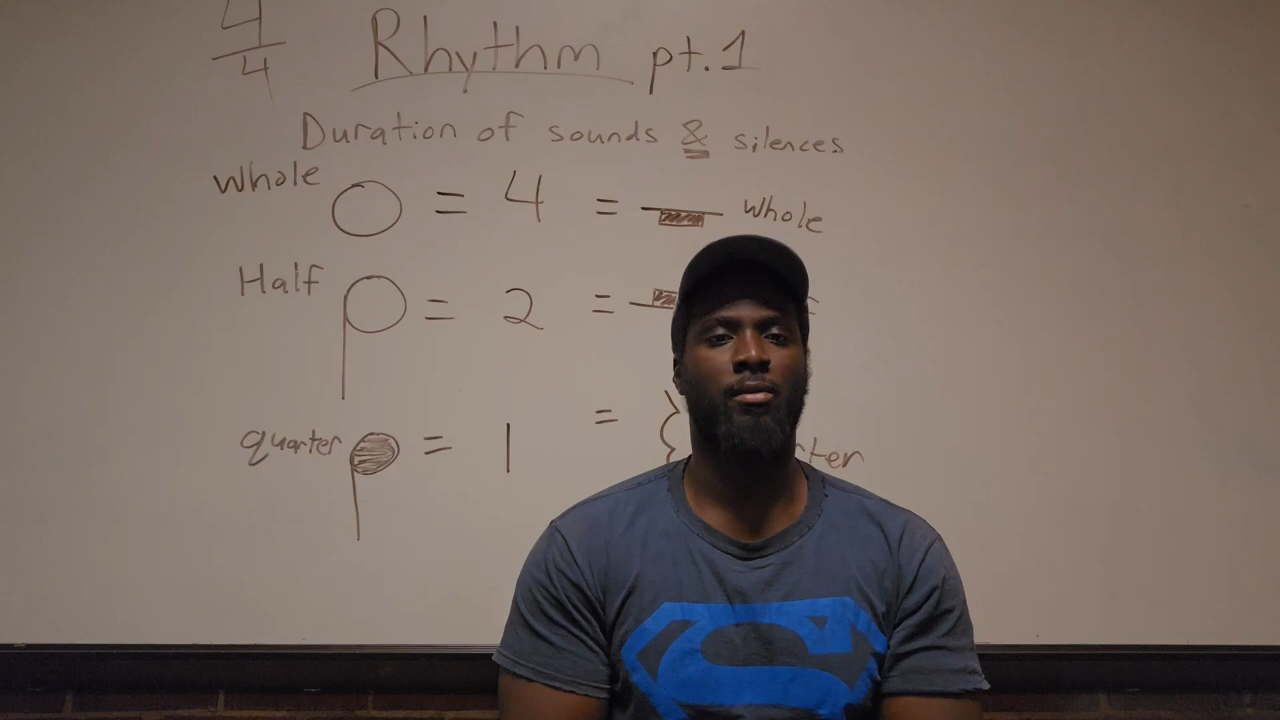 4/4 Rhythm pt.1
Duration of sounds & silences
Whole = 4 = Whole
Half = 2 =
quarter = 1 =
S